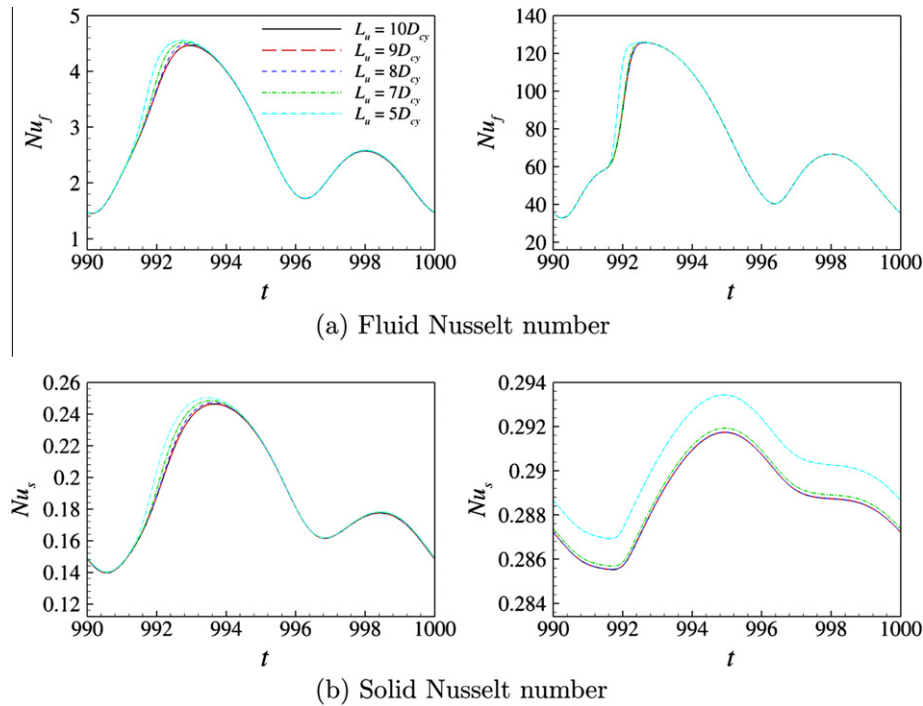 5
4
3
2
1
Nu_f
990 992 994 996 998 1000
t
L_u = 10D_cy
L_u = 9D_cy
L_u = 8D_cy
L_u = 7D_cy
L_u = 5D_cy
140
120
100
80
60
40
20
Nu_f
990 992 994 996 998 1000
t
(a) Fluid Nusselt number
0.26
0.24
0.22
0.2
0.18
0.16
0.14
0.12
Nu_s
990 992 994 996 998 1000
t
0.294
0.292
0.29
0.288
0.286
0.284
Nu_s
990 992 994 996 998 1000
t
(b) Solid Nusselt number